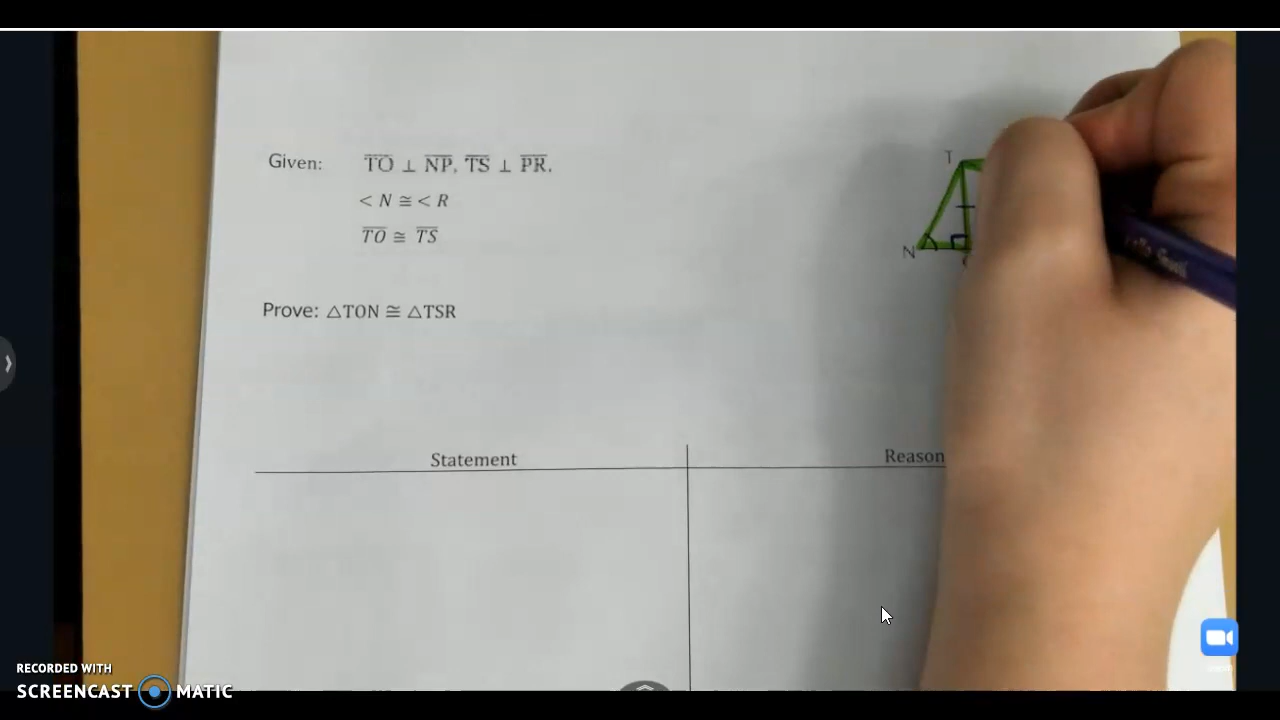 Given: TO ⊥ NP, TS ⊥ PR.
< N ≅ < R
TO ≅ TS
Prove: △TON ≅ △TSR
T
N
Statement Reason
RECORDED WITH
SCREENCAST MATIC